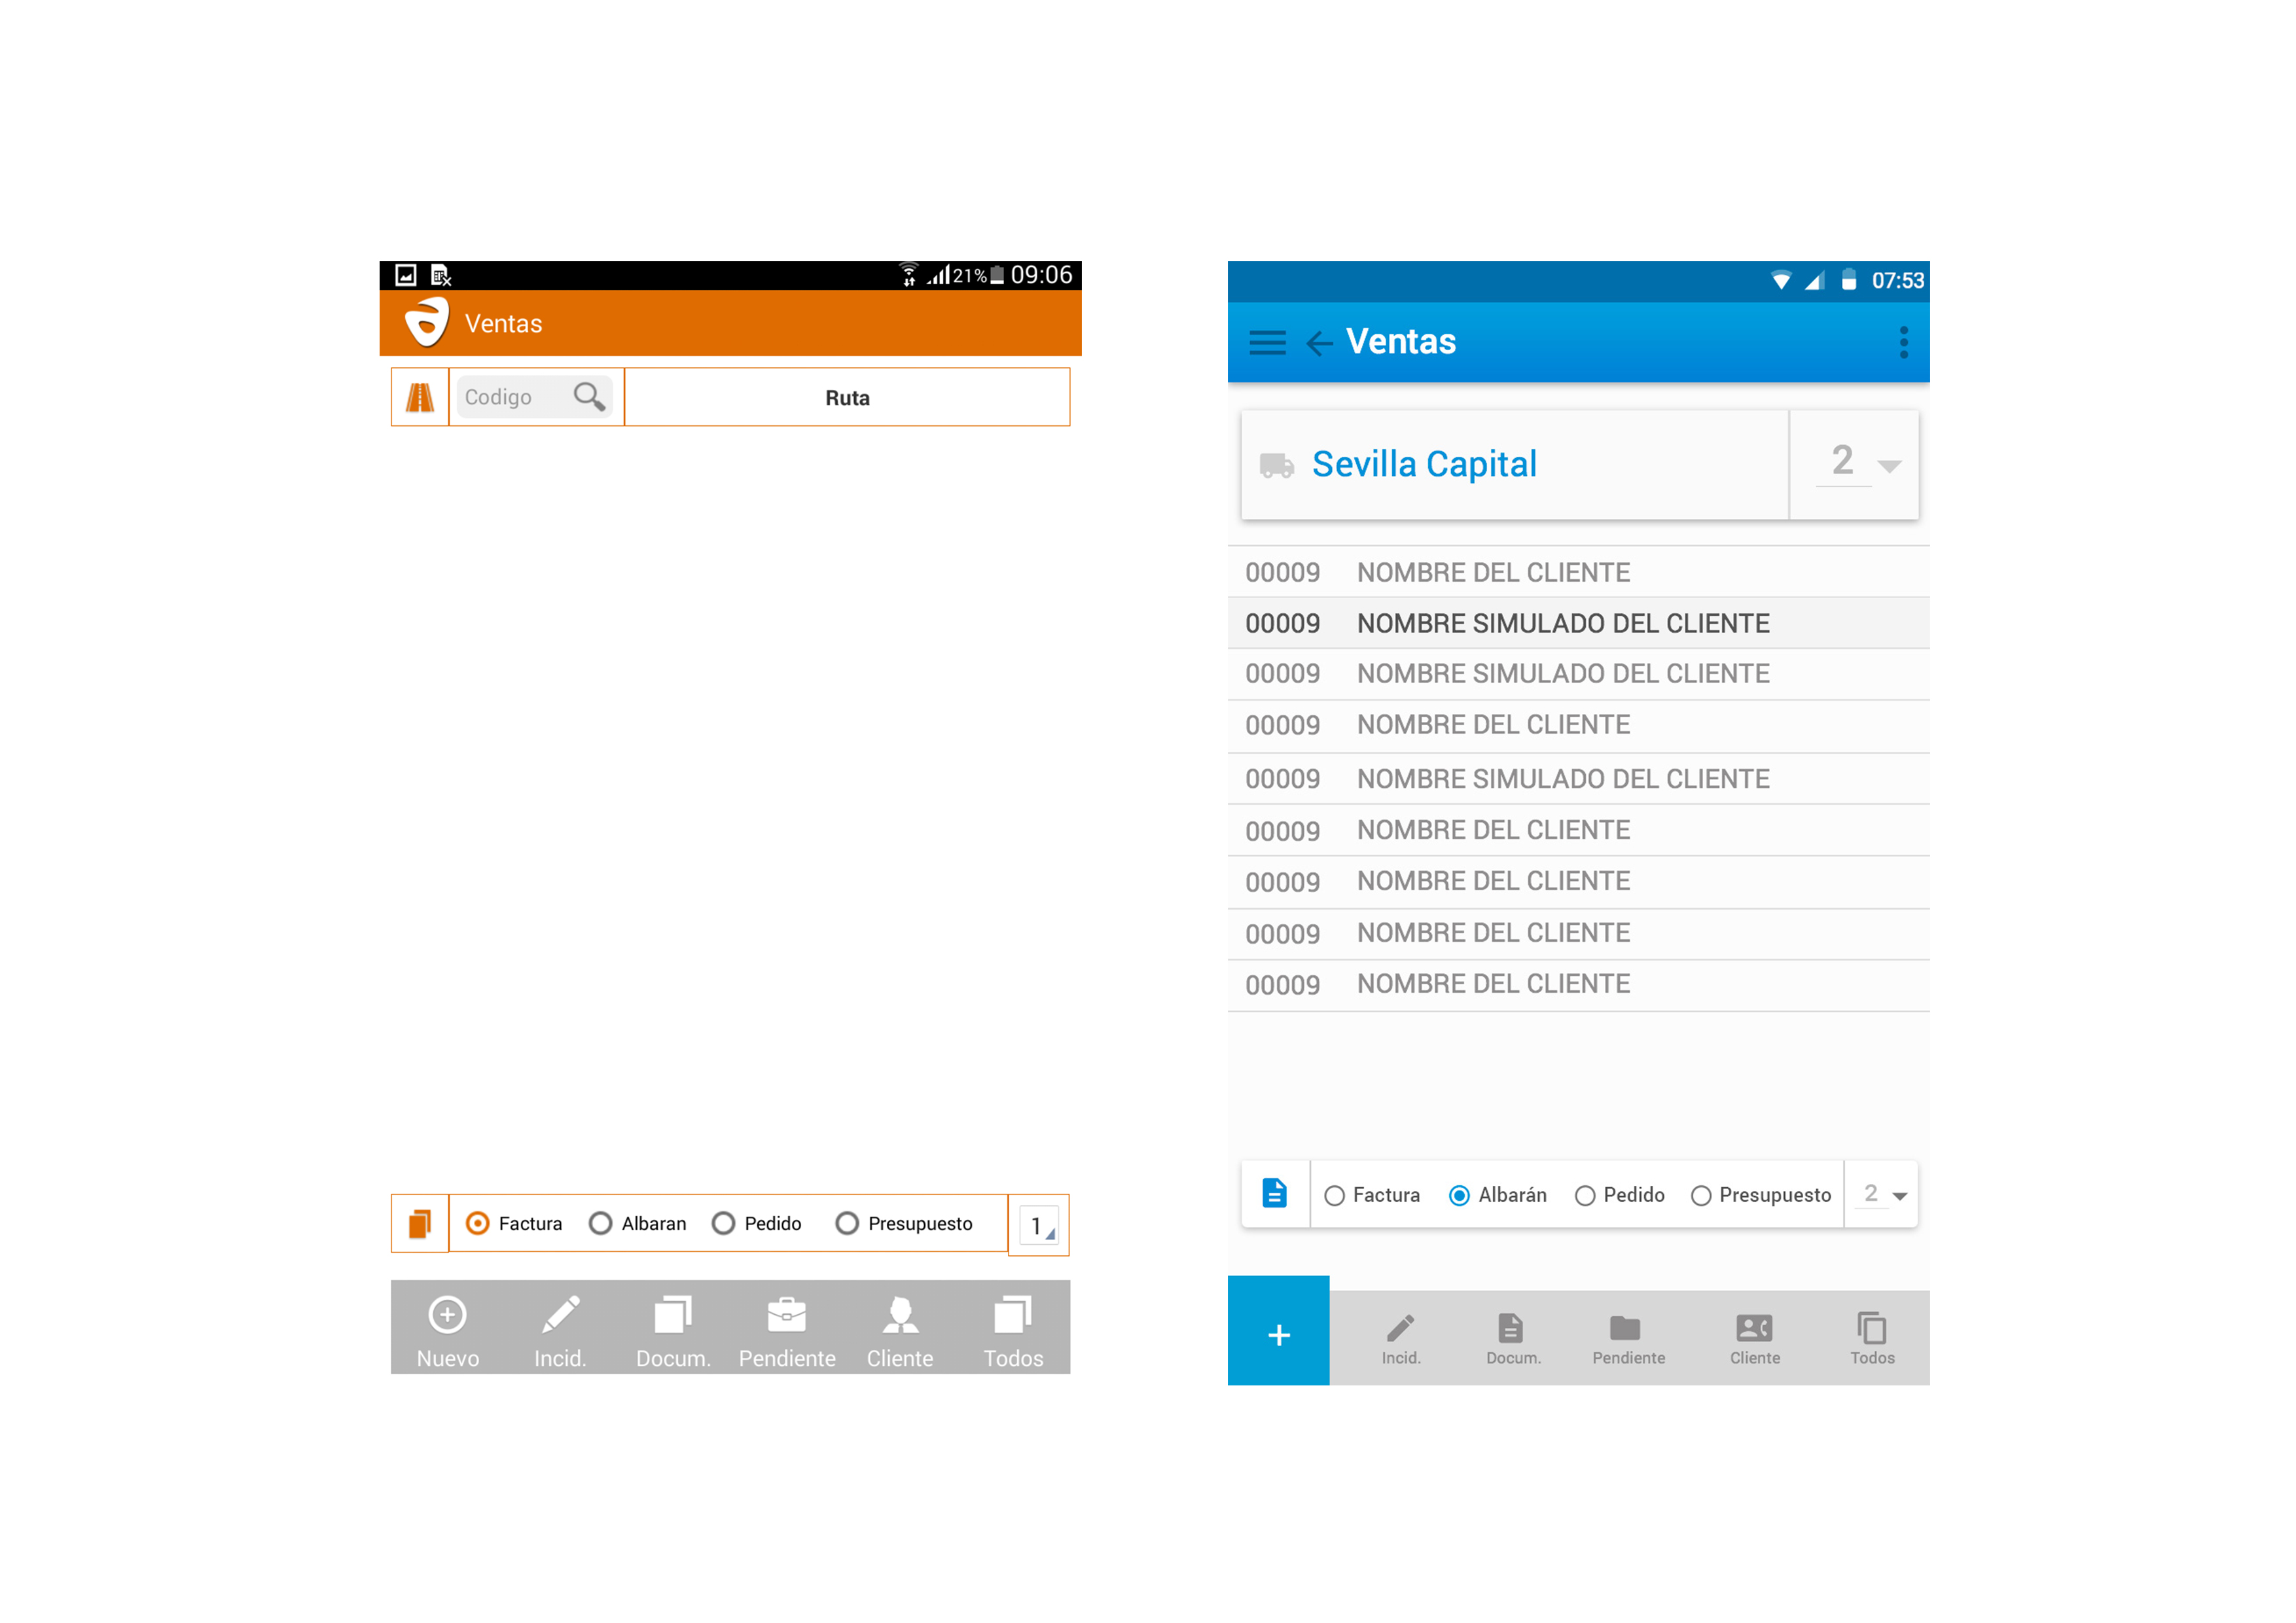 21% 09:06
Ventas
Codigo
Ruta
Factura Albaran Pedido Presupuesto 1
Nuevo Incid. Docum. Pendiente Cliente Todos
07:53
Ventas
Sevilla Capital 2
00009 NOMBRE DEL CLIENTE
00009 NOMBRE SIMULADO DEL CLIENTE
00009 NOMBRE SIMULADO DEL CLIENTE
00009 NOMBRE DEL CLIENTE
00009 NOMBRE SIMULADO DEL CLIENTE
00009 NOMBRE DEL CLIENTE
00009 NOMBRE DEL CLIENTE
00009 NOMBRE DEL CLIENTE
00009 NOMBRE DEL CLIENTE
Factura Albarán Pedido Presupuesto 2
+ Incid. Docum. Pendiente Cliente Todos